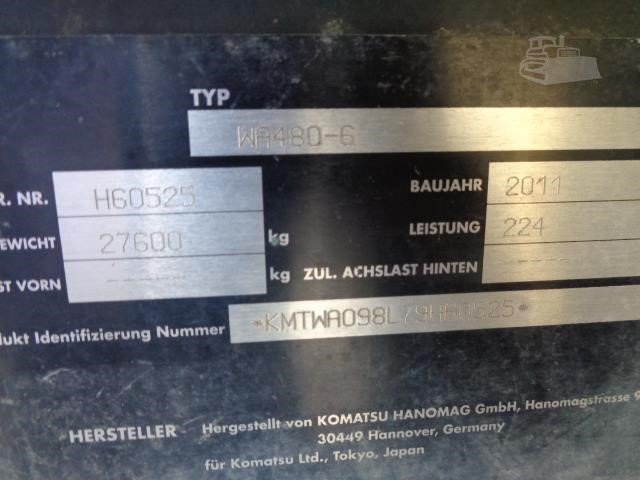 TYP WA480-6
R. NR. H60525 BAUJAHR 2011
EWICHT 27600 kg LEISTUNG 224
ST VORN ----- kg ZUL. ACHSLAST HINTEN -----
dukt Identifizierung Nummer *KMTWA098L79H60525*
HERSTELLER - Hergestellt von KOMATSU HANOMAG GmbH, Hanomagstrasse 9
30449 Hannover, Germany
für Komatsu Ltd., Tokyo, Japan